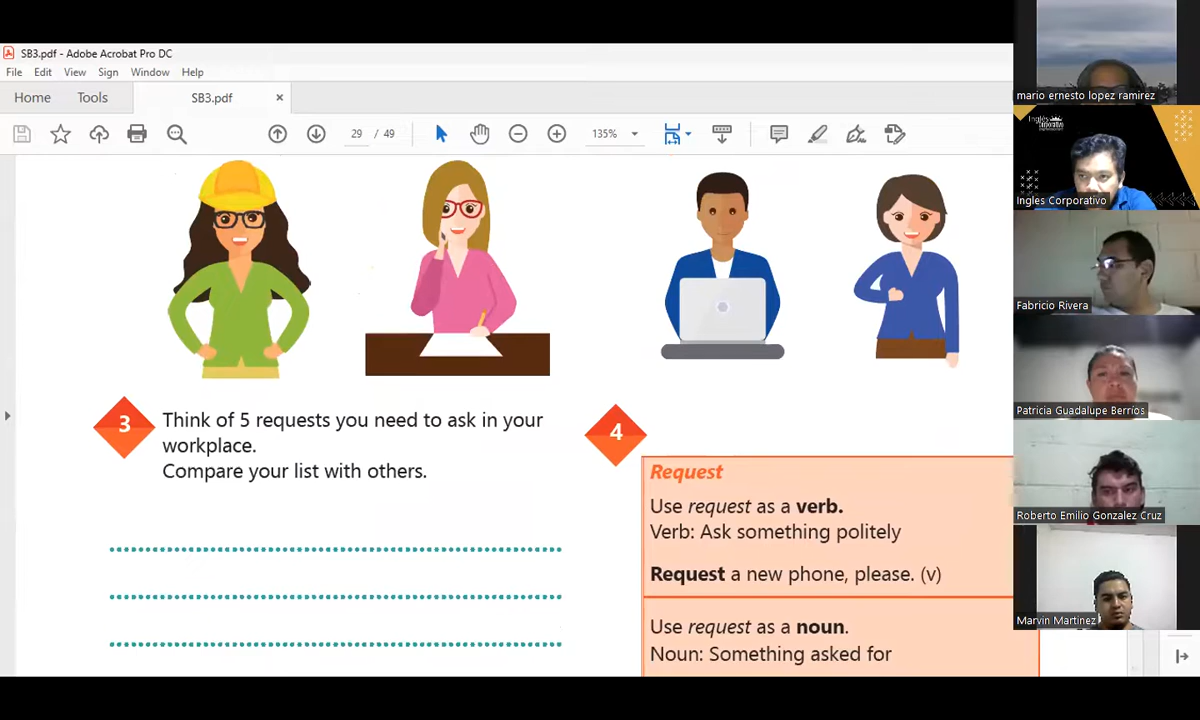 SB3.pdf - Adobe Acrobat Pro DC
File Edit View Sign Window Help
Home Tools SB3.pdf ×
29 / 49 135%
3 Think of 5 requests you need to ask in your
workplace.
Compare your list with others.
4
Request
Use request as a verb.
Verb: Ask something politely
Request a new phone, please. (v)
Use request as a noun.
Noun: Something asked for
mario ernesto lopez ramirez
Inglés
Corporativo
Ingles Corporativo
Fabricio Rivera
Patricia Guadalupe Berríos
Roberto Emilio Gonzalez Cruz
Marvin Martinez